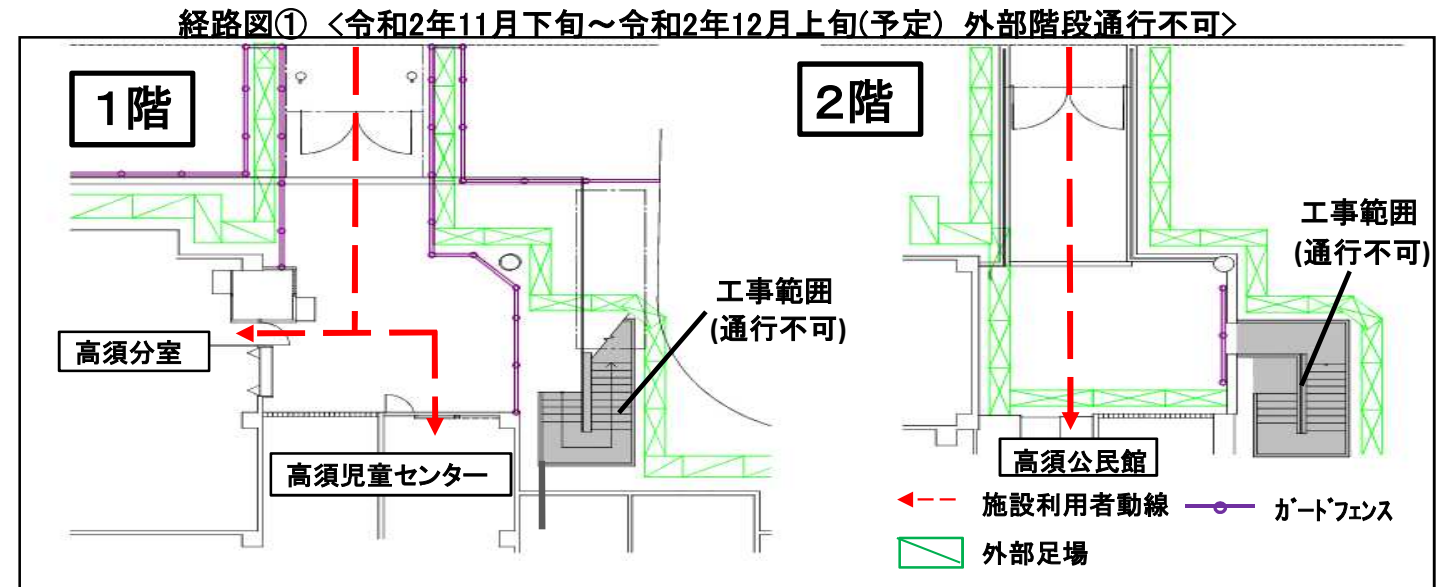 経路図① <令和2年11月下旬～令和2年12月上旬(予定) 外部階段通行不可>
1階
高須分室
高須児童センター
工事範囲
(通行不可)
2階
工事範囲
(通行不可)
高須公民館
施設利用者動線
ガードフェンス
外部足場